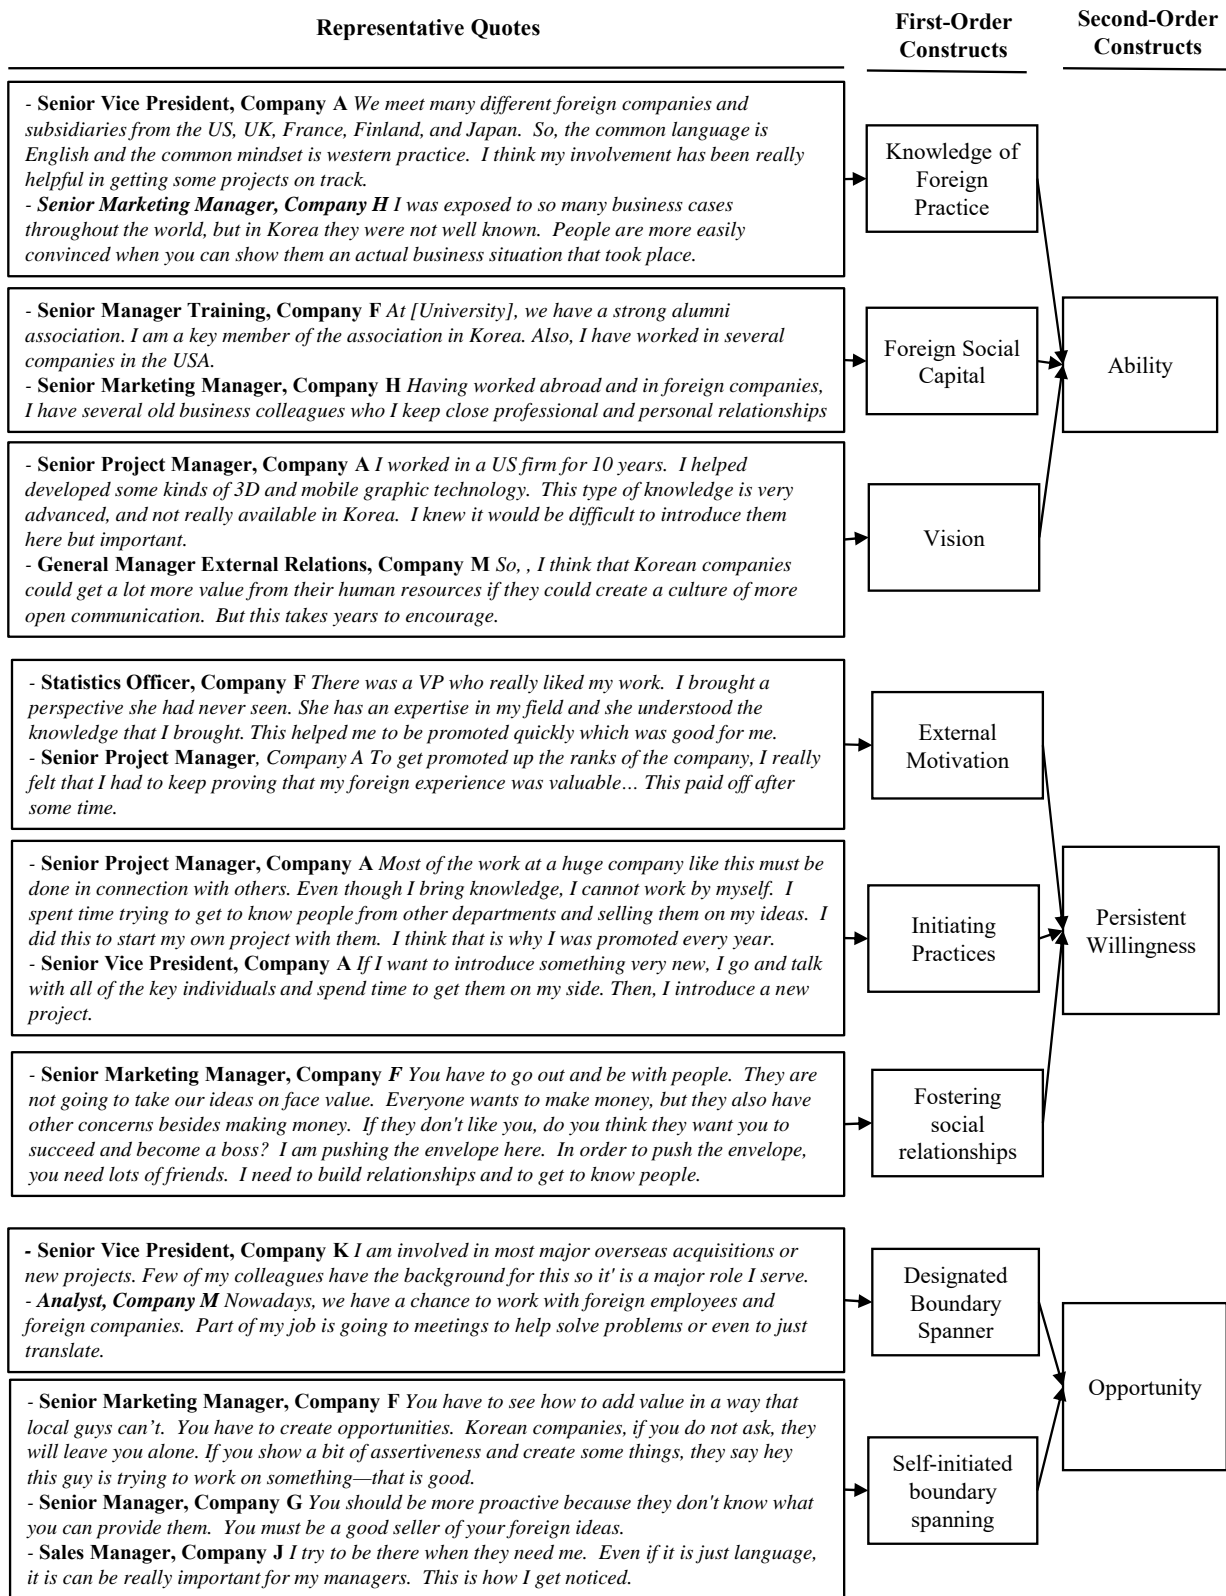 Representative Quotes
First-Order
Constructs
Second-Order
Constructs
- Senior Vice President, Company A We meet many different foreign companies and
subsidiaries from the US, UK, France, Finland, and Japan.  So, the common language is
English and the common mindset is western practice.  I think my involvement has been really
helpful in getting some projects on track.
- Senior Marketing Manager, Company H I was exposed to so many business cases
throughout the world, but in Korea they were not well known.  People are more easily
convinced when you can show them an actual business situation that took place.
Knowledge of
Foreign
Practice
- Senior Manager Training, Company F At [University], we have a strong alumni
association. I am a key member of the association in Korea. Also, I have worked in several
companies in the USA.
- Senior Marketing Manager, Company H Having worked abroad and in foreign companies,
I have several old business colleagues who I keep close professional and personal relationships
Foreign Social
Capital
Ability
- Senior Project Manager, Company A I worked in a US firm for 10 years.  I helped
developed some kinds of 3D and mobile graphic technology.  This type of knowledge is very
advanced, and not really available in Korea.  I knew it would be difficult to introduce them
here but important.
- General Manager External Relations, Company M So, , I think that Korean companies
could get a lot more value from their human resources if they could create a culture of more
open communication.  But this takes years to encourage.
Vision
- Statistics Officer, Company F There was a VP who really liked my work.  I brought a
perspective she had never seen. She has an expertise in my field and she understood the
knowledge that I brought. This helped me to be promoted quickly which was good for me.
- Senior Project Manager, Company A To get promoted up the ranks of the company, I really
felt that I had to keep proving that my foreign experience was valuable… This paid off after
some time.
External
Motivation
- Senior Project Manager, Company A Most of the work at a huge company like this must be
done in connection with others. Even though I bring knowledge, I cannot work by myself.  I
spent time trying to get to know people from other departments and selling them on my ideas.  I
did this to start my own project with them.  I think that is why I was promoted every year.
- Senior Vice President, Company A If I want to introduce something very new, I go and talk
with all of the key individuals and spend time to get them on my side. Then, I introduce a new
project.
Initiating
Practices
Persistent
Willingness
- Senior Marketing Manager, Company F You have to go out and be with people.  They are
not going to take our ideas on face value.  Everyone wants to make money, but they also have
other concerns besides making money.  If they don't like you, do you think they want you to
succeed and become a boss?  I am pushing the envelope here.  In order to push the envelope,
you need lots of friends.  I need to build relationships and to get to know people.
Fostering
social
relationships
- Senior Vice President, Company K I am involved in most major overseas acquisitions or
new projects. Few of my colleagues have the background for this so it' is a major role I serve.
- Analyst, Company M Nowadays, we have a chance to work with foreign employees and
foreign companies.  Part of my job is going to meetings to help solve problems or even to just
translate.
Designated
Boundary
Spanner
Opportunity
- Senior Marketing Manager, Company F You have to see how to add value in a way that
local guys can’t.  You have to create opportunities.  Korean companies, if you do not ask, they
will leave you alone. If you show a bit of assertiveness and create some things, they say hey
this guy is trying to work on something—that is good.
- Senior Manager, Company G You should be more proactive because they don't know what
you can provide them.  You must be a good seller of your foreign ideas.
- Sales Manager, Company J I try to be there when they need me.  Even if it is just language,
it is can be really important for my managers.  This is how I get noticed.
Self-initiated
boundary
spanning